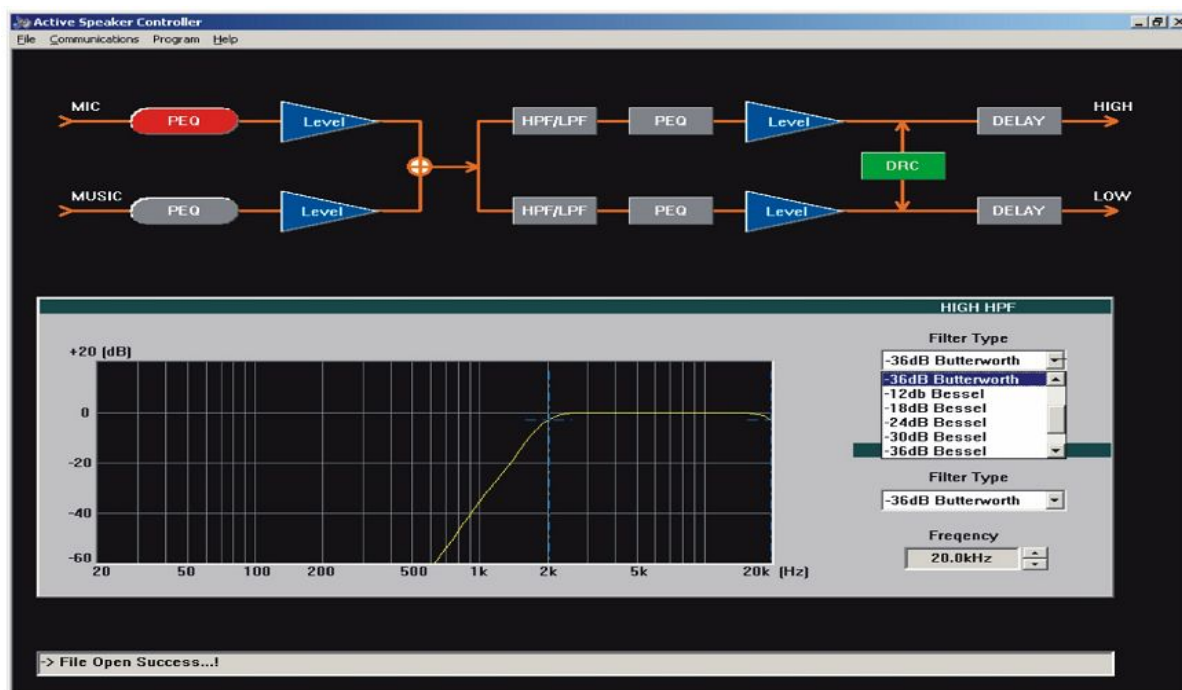 Active Speaker Controller
File Communications Program Help
MIC
PEQ
Level
HPF/LPF
PEQ
Level
DELAY
HIGH
DRC
MUSIC
PEQ
Level
HPF/LPF
PEQ
Level
DELAY
LOW
HIGH HPF
Filter Type
-36dB Butterworth
-36dB Butterworth
-12db Bessel
-18dB Bessel
-24dB Bessel
-30dB Bessel
-36dB Bessel
Filter Type
-36dB Butterworth
Freqency
20.0kHz
+20 [dB]
0
-20
-40
-60
20 50 100 200 500 1k 2k 5k 20k [Hz]
-> File Open Success...!